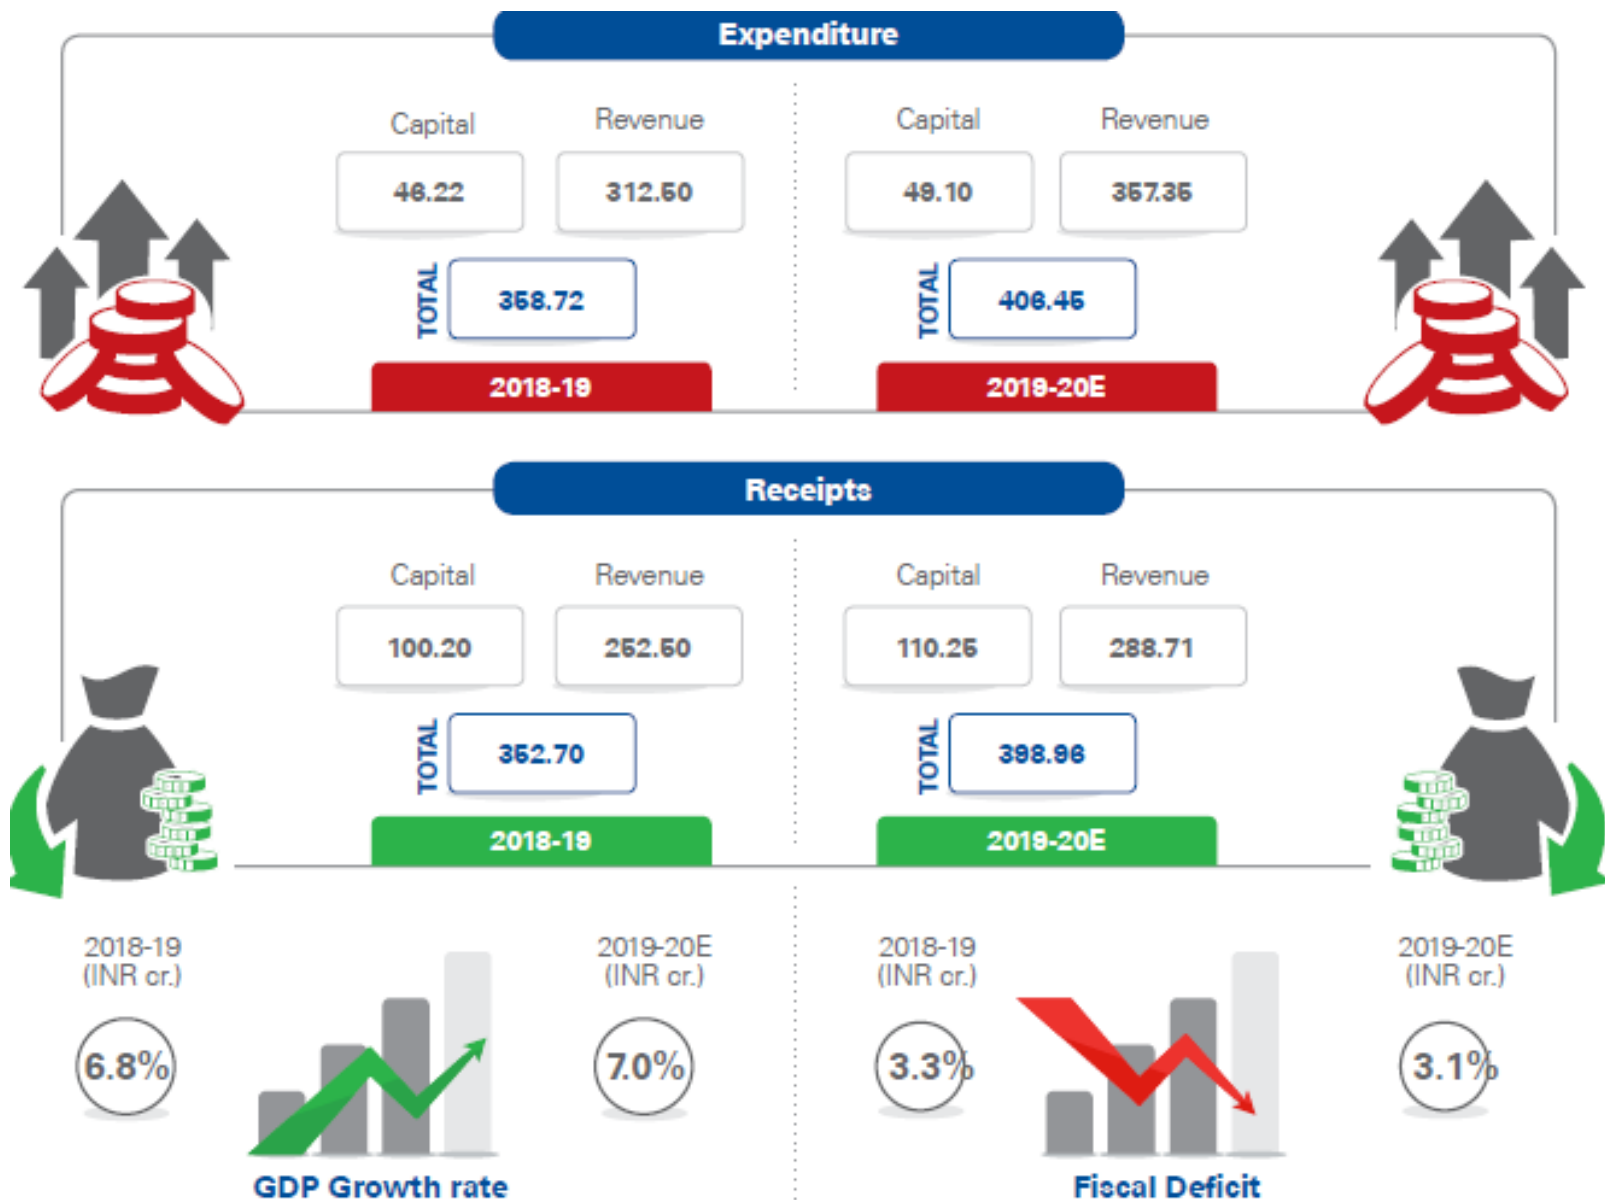 Expenditure
Capital Revenue Capital Revenue
46.22 312.50 49.10 357.35
TOTAL 358.72 TOTAL 406.45
2018-19 2019-20E
Receipts
Capital Revenue Capital Revenue
100.20 252.50 110.25 288.71
TOTAL 352.70 TOTAL 398.96
2018-19 2019-20E
2018-19 2019-20E 2018-19 2019-20E
(INR cr.) (INR cr.) (INR cr.) (INR cr.)
6.8% 7.0% 3.3% 3.1%
GDP Growth rate Fiscal Deficit